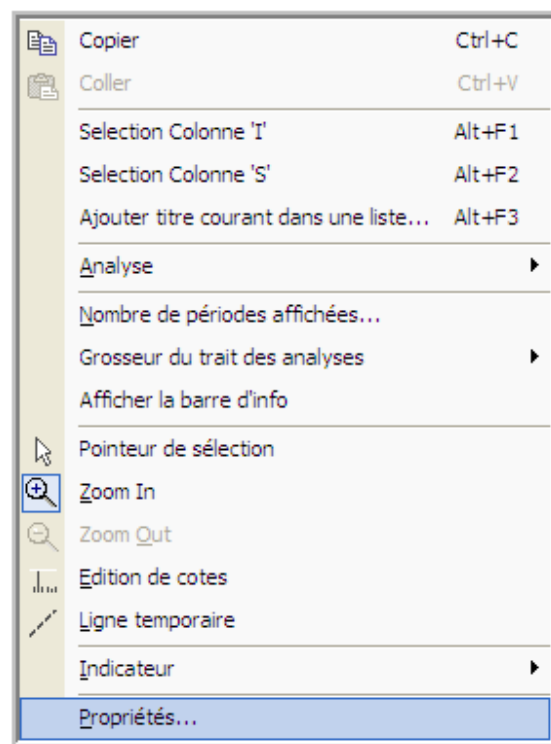 Copier Ctrl+C
Coller Ctrl+V
Selection Colonne 'I' Alt+F1
Selection Colonne 'S' Alt+F2
Ajouter titre courant dans une liste... Alt+F3
Analyse
Nombre de périodes affichées...
Grosseur du trait des analyses
Afficher la barre d'info
Pointeur de sélection
Zoom In
Zoom Out
Edition de cotes
Ligne temporaire
Indicateur
Propriétés...